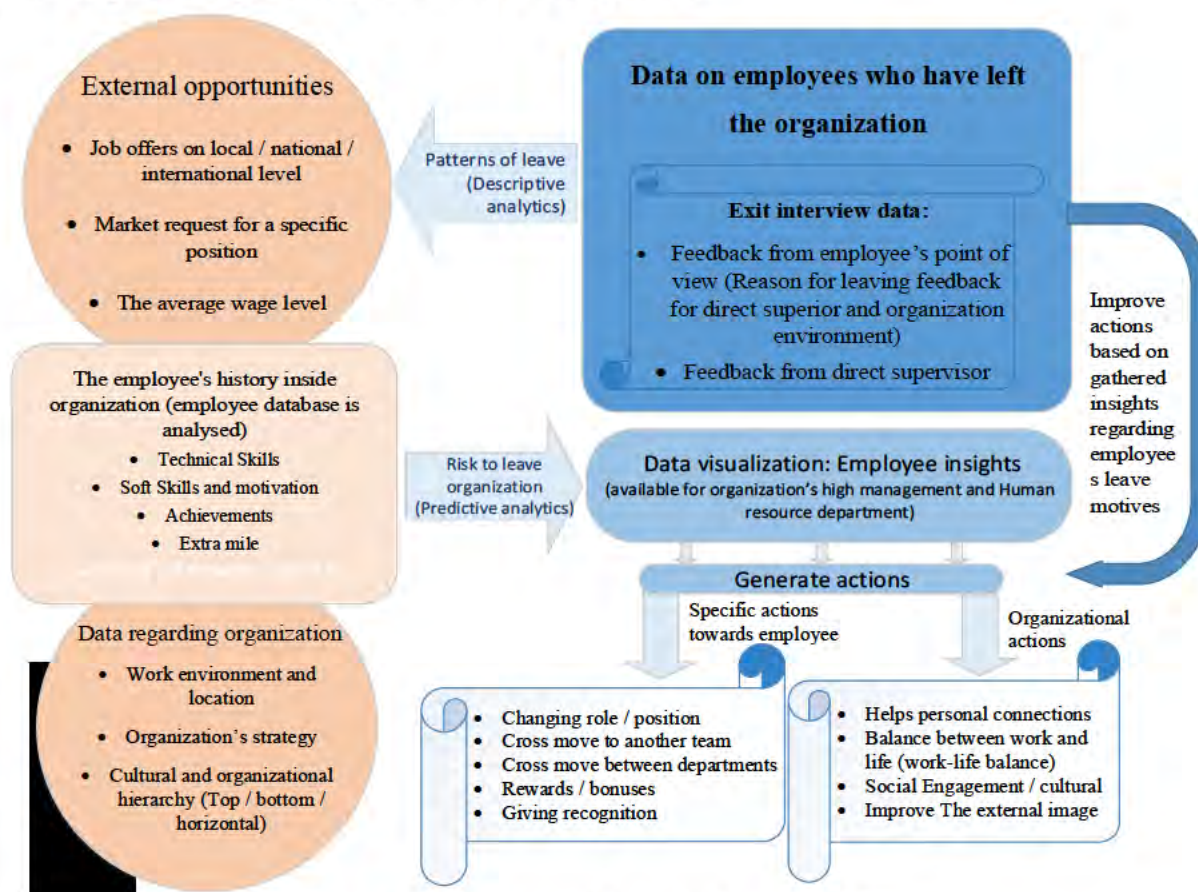 External opportunities
• Job offers on local / national /
international level
• Market request for a specific
position
• The average wage level
Patterns of leave
(Descriptive
analytics)
Data on employees who have left
the organization
Exit interview data:
• Feedback from employee’s point of
view (Reason for leaving feedback
for direct superior and organization
environment)
• Feedback from direct supervisor
Improve
actions
based on
gathered
insights
regarding
employee
s leave
motives
The employee's history inside
organization (employee database is
analysed)
• Technical Skills
• Soft Skills and motivation
• Achievements
• Extra mile
Risk to leave
organization
(Predictive analytics)
Data visualization: Employee insights
(available for organization’s high management and Human
resource department)
Generate actions
Specific actions
towards employee
Organizational
actions
Data regarding organization
• Work environment and
location
• Organization’s strategy
• Cultural and organizational
hierarchy (Top / bottom /
horizontal)
• Changing role / position
• Cross move to another team
• Cross move between departments
• Rewards / bonuses
• Giving recognition
• Helps personal connections
• Balance between work and
life (work-life balance)
• Social Engagement / cultural
• Improve The external image